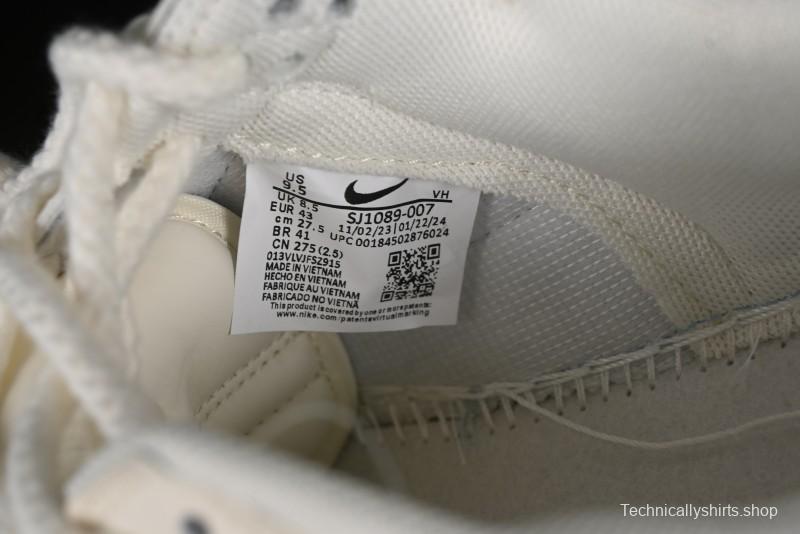 US
9.5
VH
UK 8.5
SJ1089-007
EUR 43
11/02/23|01/22/24
cm 27.5
UPC 00184502876024
BR 41
CN 275 (2.5)
013VLVJFSZ915
MADE IN VIETNAM
HECHO EN VIETNAM
FABRIQUE AU VIETNAM
FABRICADO NO VIETNÃ
This product is covered by one or more patents:
www.nike.com/patentsvirtualmarking
Technicallyshirts.shop